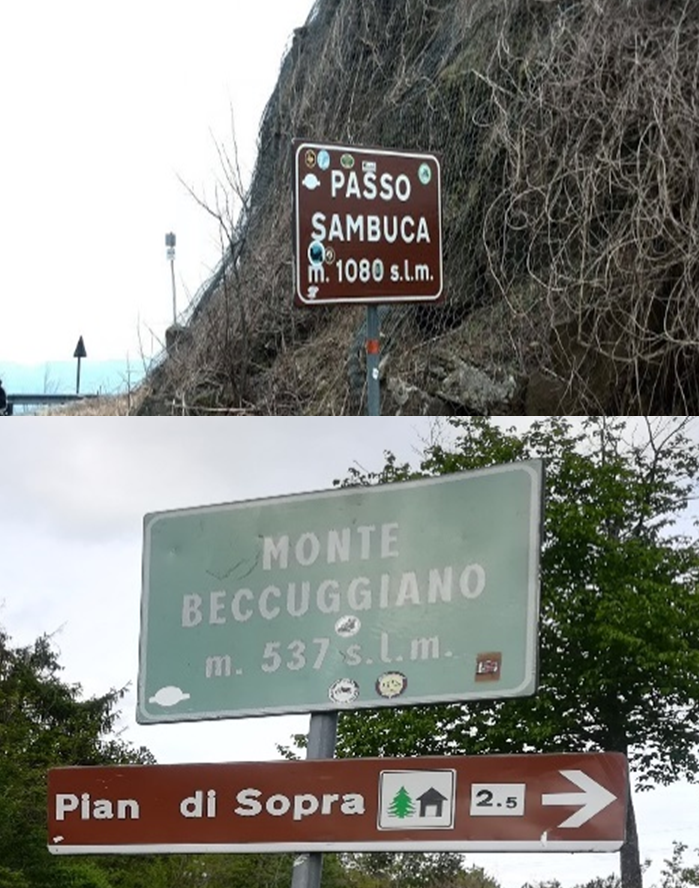 PASSO
SAMBUCA
m. 1080 s.l.m.
MONTE
BECCUGGIANO
m. 537 s.l.m.
Pian di Sopra 2.5